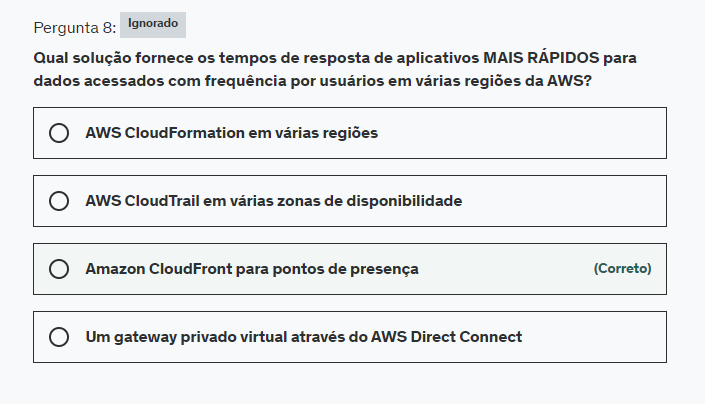 Pergunta 8: Ignorado
Qual solução fornece os tempos de resposta de aplicativos MAIS RÁPIDOS para
dados acessados com frequência por usuários em várias regiões da AWS?
AWS CloudFormation em várias regiões
AWS CloudTrail em várias zonas de disponibilidade
Amazon CloudFront para pontos de presença (Correto)
Um gateway privado virtual através do AWS Direct Connect